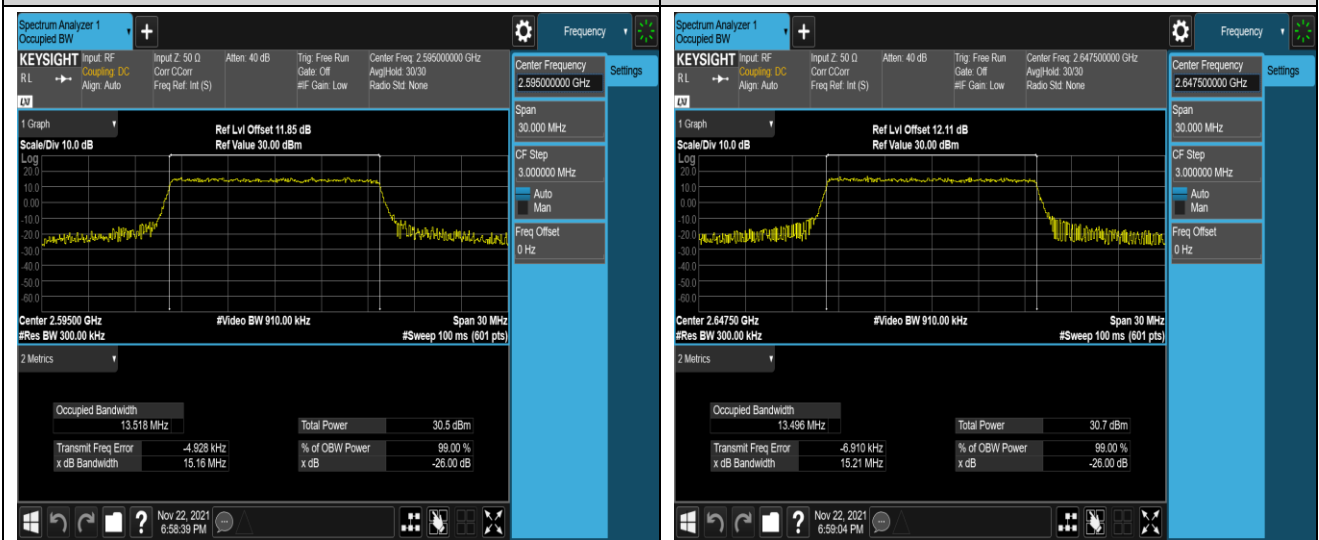 Spectrum Analyzer 1
Occupied BW
+
Frequency
KEYSIGHT Input: RF Input Z: 50 Ω Atten: 40 dB Trig: Free Run Center Freq: 2.595000000 GHz
RL Coupling: DC Corr CCorr Gate: Off Avg|Hold: 30/30
Align: Auto Freq Ref: Int (S) #IF Gain: Low Radio Std: None
LXI
Center Frequency
2.595000000 GHz
Settings
Span
30.000 MHz
CF Step
3.000000 MHz
Auto
Man
Freq Offset
0 Hz
1 Graph
Ref Lvl Offset 11.85 dB
Scale/Div 10.0 dB Ref Value 30.00 dBm
Log
20.0
10.0
0.00
-10.0
-20.0
-30.0
-40.0
-50.0
-60.0
Center 2.59500 GHz #Video BW 910.00 kHz Span 30 MHz
#Res BW 300.00 kHz #Sweep 100 ms (601 pts)
2 Metrics
Occupied Bandwidth
13.518 MHz Total Power 30.5 dBm
Transmit Freq Error -4.928 kHz % of OBW Power 99.00 %
x dB Bandwidth 15.16 MHz x dB -26.00 dB
? Nov 22, 2021
6:58:39 PM
Spectrum Analyzer 1
Occupied BW
+
Frequency
KEYSIGHT Input: RF Input Z: 50 Ω Atten: 40 dB Trig: Free Run Center Freq: 2.647500000 GHz
RL Coupling: DC Corr CCorr Gate: Off Avg|Hold: 30/30
Align: Auto Freq Ref: Int (S) #IF Gain: Low Radio Std: None
LXI
Center Frequency
2.647500000 GHz
Settings
Span
30.000 MHz
CF Step
3.000000 MHz
Auto
Man
Freq Offset
0 Hz
1 Graph
Ref Lvl Offset 12.11 dB
Scale/Div 10.0 dB Ref Value 30.00 dBm
Log
20.0
10.0
0.00
-10.0
-20.0
-30.0
-40.0
-50.0
-60.0
Center 2.64750 GHz #Video BW 910.00 kHz Span 30 MHz
#Res BW 300.00 kHz #Sweep 100 ms (601 pts)
2 Metrics
Occupied Bandwidth
13.496 MHz Total Power 30.7 dBm
Transmit Freq Error -6.910 kHz % of OBW Power 99.00 %
x dB Bandwidth 15.21 MHz x dB -26.00 dB
? Nov 22, 2021
6:59:04 PM